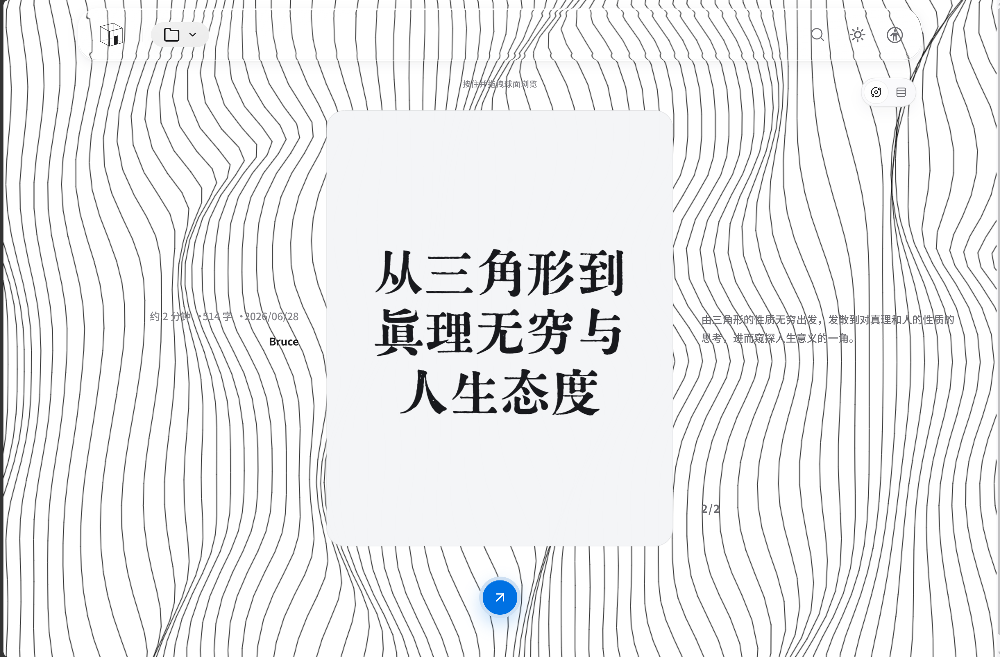 按住并拖拽球面浏览
从三角形到
眞理无穷与
人生态度
约 2 分钟 •514 字 •2026/06/28
Bruce
由三角形的性质无穷出发，发散到对真理和人的性质的
思考，进而窥探人生意义的一角。
2/2